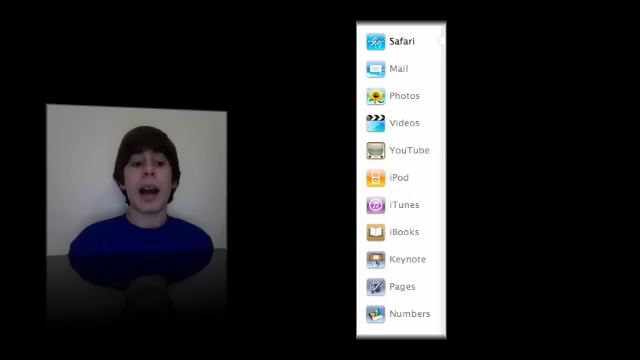 Safari
Mail
Photos
Videos
YouTube
iPod
iTunes
iBooks
Keynote
Pages
Numbers